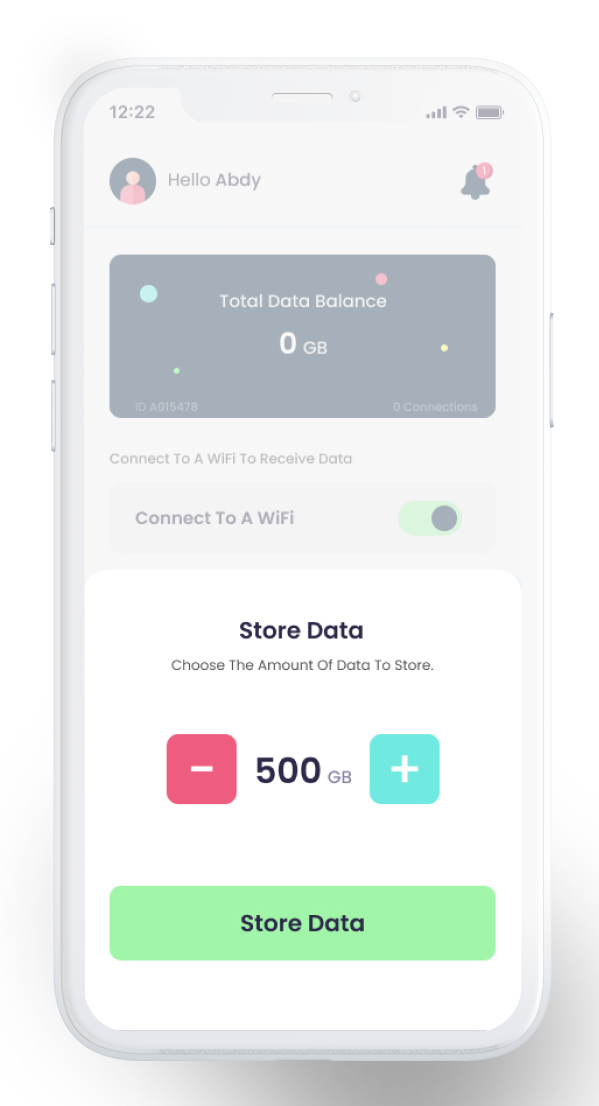 12:22
Hello Abdy
1
Total Data Balance
0 GB
ID A015478
0 Connections
Connect To A WiFi To Receive Data
Connect To A WiFi
Store Data
Choose The Amount Of Data To Store.
− 500 GB +
Store Data